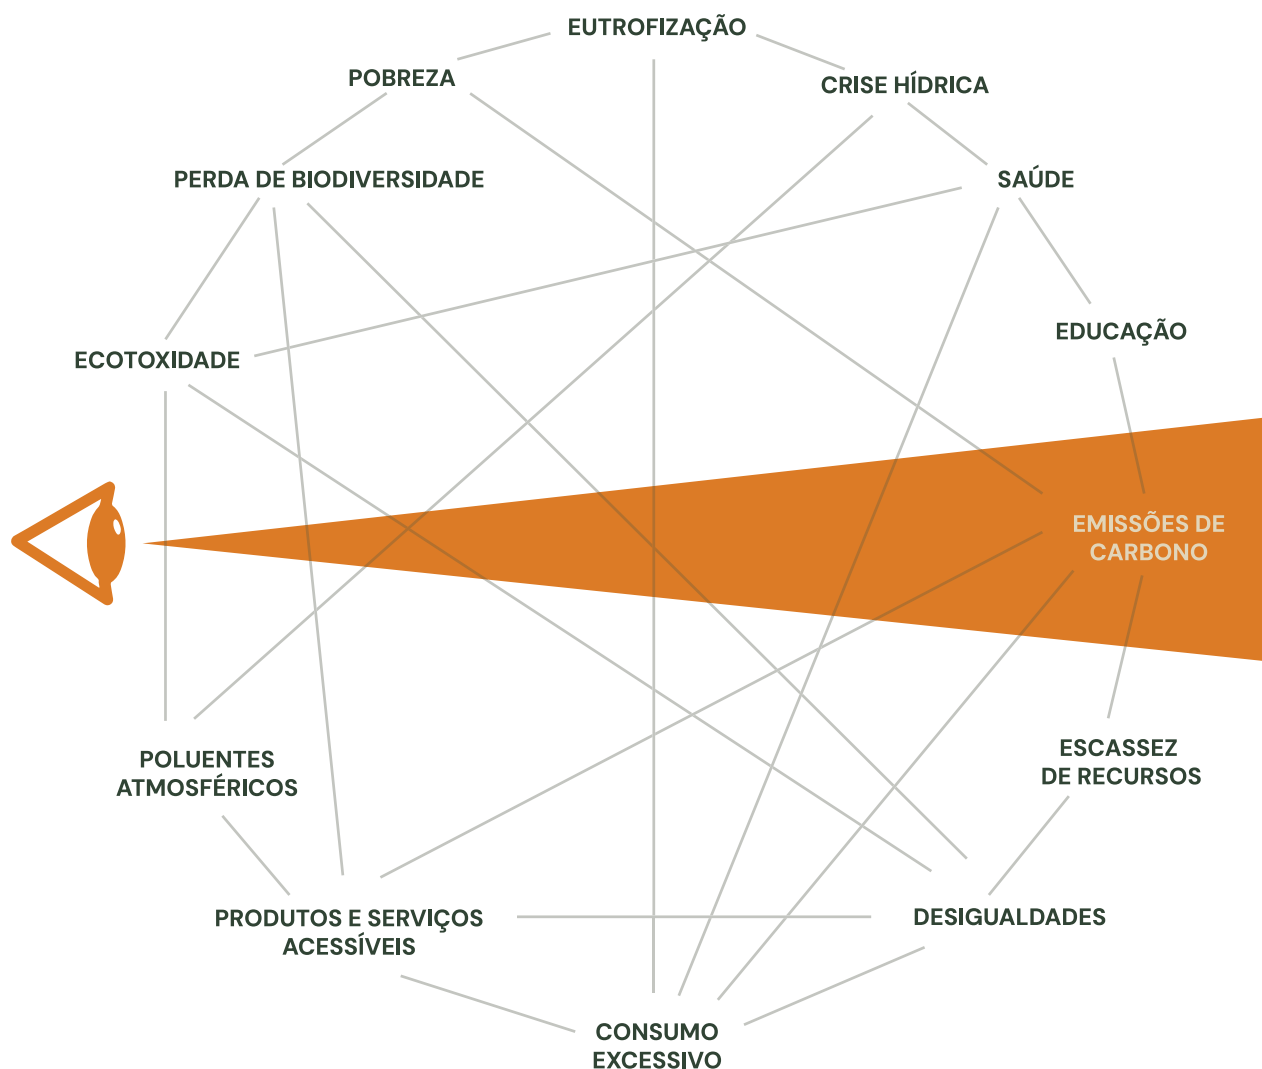 EUTROFIZAÇÃO
POBREZA
CRISE HÍDRICA
PERDA DE BIODIVERSIDADE
SAÚDE
EDUCAÇÃO
ECOTOXIDADE
EMISSÕES DE
CARBONO
POLUENTES
ATMOSFÉRICOS
ESCASSEZ
DE RECURSOS
PRODUTOS E SERVIÇOS
ACESSÍVEIS
DESIGUALDADES
CONSUMO
EXCESSIVO